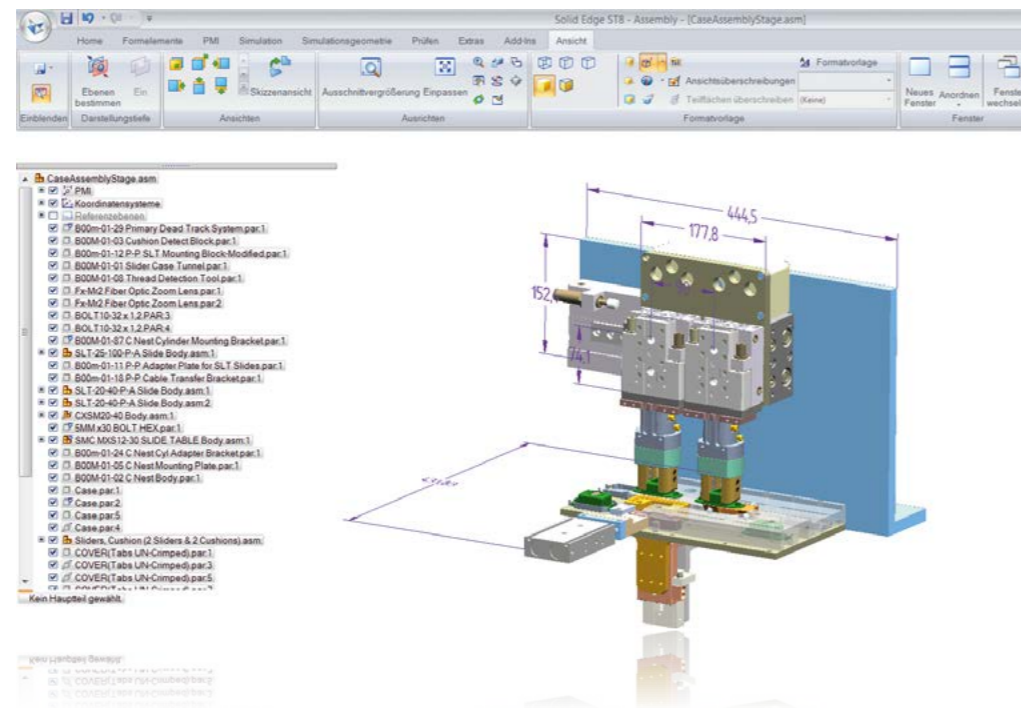 Solid Edge ST8 - Assembly - [CaseAssemblyStage.asm]
Home Formelemente PMI Simulation Simulationsgeometrie Prüfen Extras Add-Ins Ansicht
Ebenen bestimmen
Ein
Skizzenansicht
Ausschnittvergrößerung
Einpassen
Formatvorlage
Ansichtsüberschreibungen
Teilflächen überschreiben (Keine)
Neues Fenster
Anordnen
Fenste
wechsel
Einblenden Darstellungstiefe Ansichten Ausrichten Formatvorlage Fenster
CaseAssemblyStage.asm
PMI
Koordinatensysteme
Referenzebenen
B00m-01-29 Primary Dead Track System.par:1
B00M-01-03 Cushion Detect Block.par:1
B00m-01-12 P-P SLT Mounting Block-Modified.par:1
B00M-01-01 Slider Case Tunnel.par:1
B00M-01-08 Thread Detection Tool.par:1
Fx-Mr2 Fiber Optic Zoom Lens.par:1
Fx-Mr2 Fiber Optic Zoom Lens.par:2
BOLT10-32 x 1.2.PAR:3
BOLT10-32 x 1.2.PAR:4
B00M-01-87 C Nest Cylinder Mounting Bracket.par:1
SLT-25-100-P-A Slide Body.asm:1
B00m-01-11 P-P Adapter Plate for SLT Slides.par:1
B00m-01-18 P-P Cable Transfer Bracket.par:1
SLT-20-40-P-A Slide Body.asm:1
SLT-20-40-P-A Slide Body.asm:2
CXSM20-40 Body.asm:1
5MM x30 BOLT HEX.par:1
SMC MXS12-30 SLIDE TABLE Body.asm:1
B00m-01-24 C Nest Cyl Adapter Bracket.par:1
B00M-01-05 C Nest Mounting Plate.par:1
B00M-01-02 C Nest Body.par:1
Case.par:1
Case.par:2
Case.par:5
Case.par:4
Sliders, Cushion (2 Sliders & 2 Cushions).asm:
COVER(Tabs UN-Crimped).par:1
COVER(Tabs UN-Crimped).par:3
COVER(Tabs UN-Crimped).par:5
Kein Hauptteil gewählt.
444,5
177,8
152,
74,1